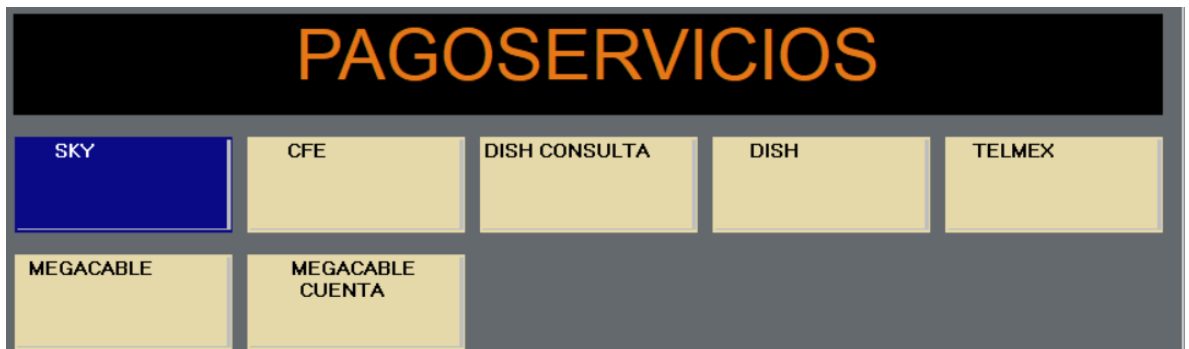 PAGOSERVICIOS
SKY
CFE
DISH CONSULTA
DISH
TELMEX
MEGACABLE
MEGACABLE
CUENTA